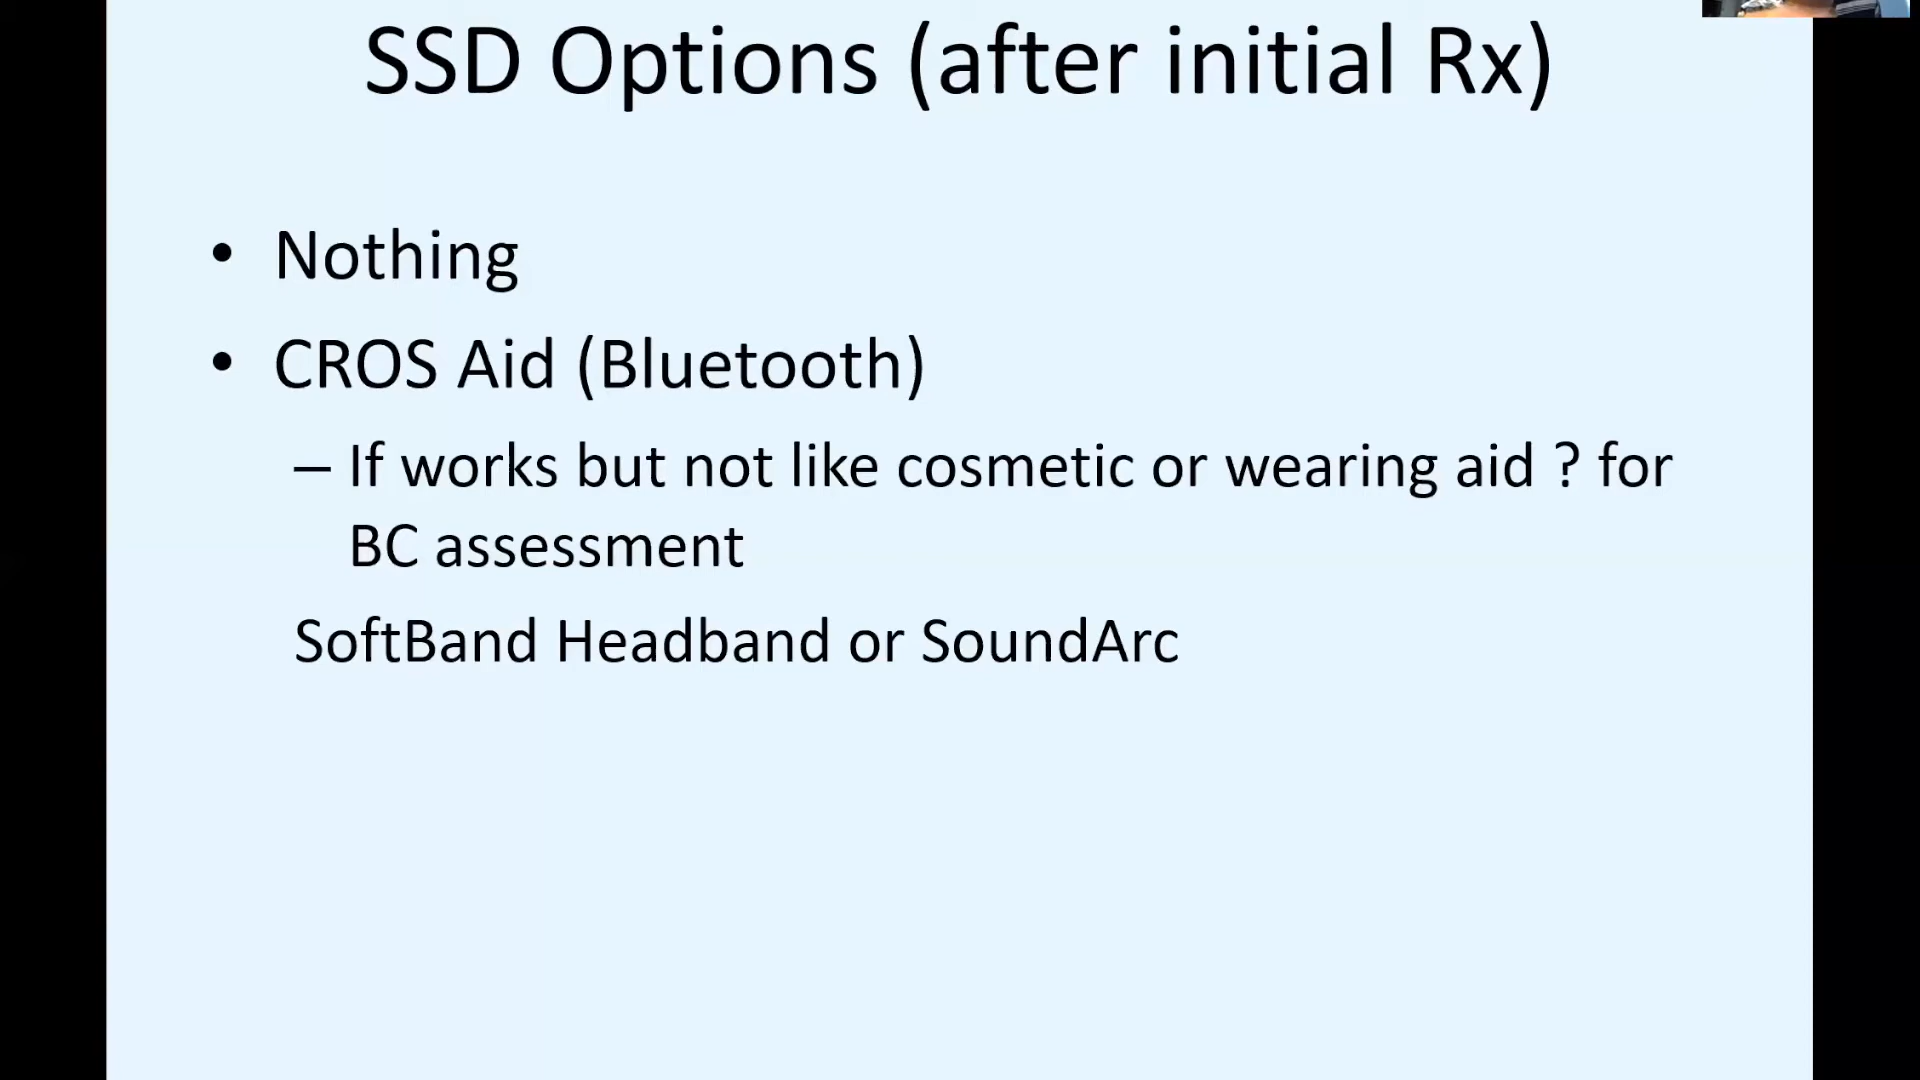 SSD Options (after initial Rx)
• Nothing
• CROS Aid (Bluetooth)
– If works but not like cosmetic or wearing aid ? for
BC assessment
SoftBand Headband or SoundArc